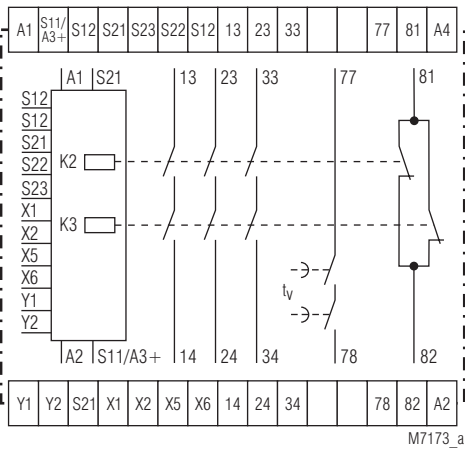 A1 S11/A3+ S12 S21 S23 S22 S12 13 23 33 77 81 A4
A1 S21 13 23 33 77 81
S12
S12
S21
S22
K2
S23
X1
K3
X2
X5
X6
tv
Y1
Y2
A2 S11/A3+ 14 24 34 78 82
Y1 Y2 S21 X1 X2 X5 X6 14 24 34 78 82 A2
M7173_a